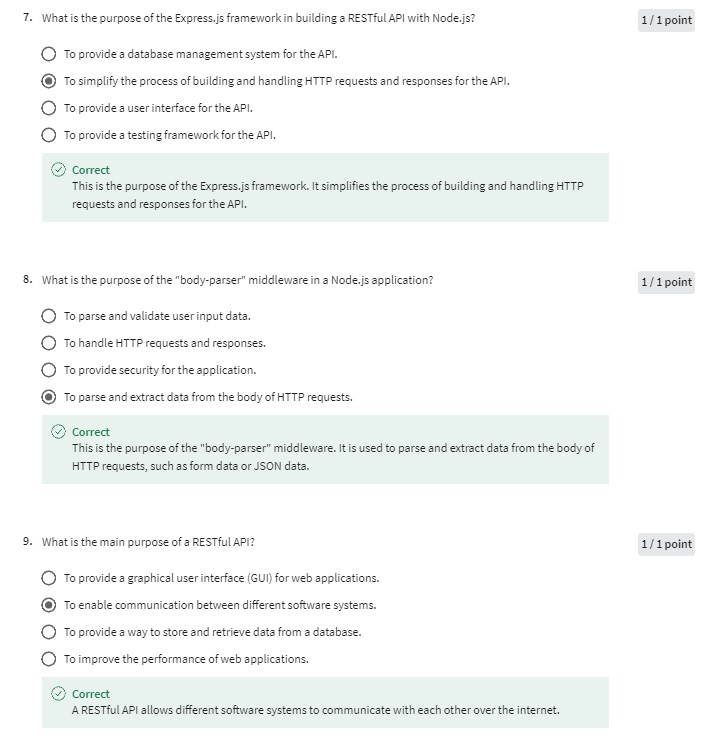 7. What is the purpose of the Express.js framework in building a RESTful API with Node.js?
1 / 1 point
To provide a database management system for the API.
To simplify the process of building and handling HTTP requests and responses for the API.
To provide a user interface for the API.
To provide a testing framework for the API.
Correct
This is the purpose of the Express.js framework. It simplifies the process of building and handling HTTP
requests and responses for the API.
8. What is the purpose of the "body-parser" middleware in a Node.js application?
1 / 1 point
To parse and validate user input data.
To handle HTTP requests and responses.
To provide security for the application.
To parse and extract data from the body of HTTP requests.
Correct
This is the purpose of the "body-parser" middleware. It is used to parse and extract data from the body of
HTTP requests, such as form data or JSON data.
9. What is the main purpose of a RESTful API?
1 / 1 point
To provide a graphical user interface (GUI) for web applications.
To enable communication between different software systems.
To provide a way to store and retrieve data from a database.
To improve the performance of web applications.
Correct
A RESTful API allows different software systems to communicate with each other over the internet.